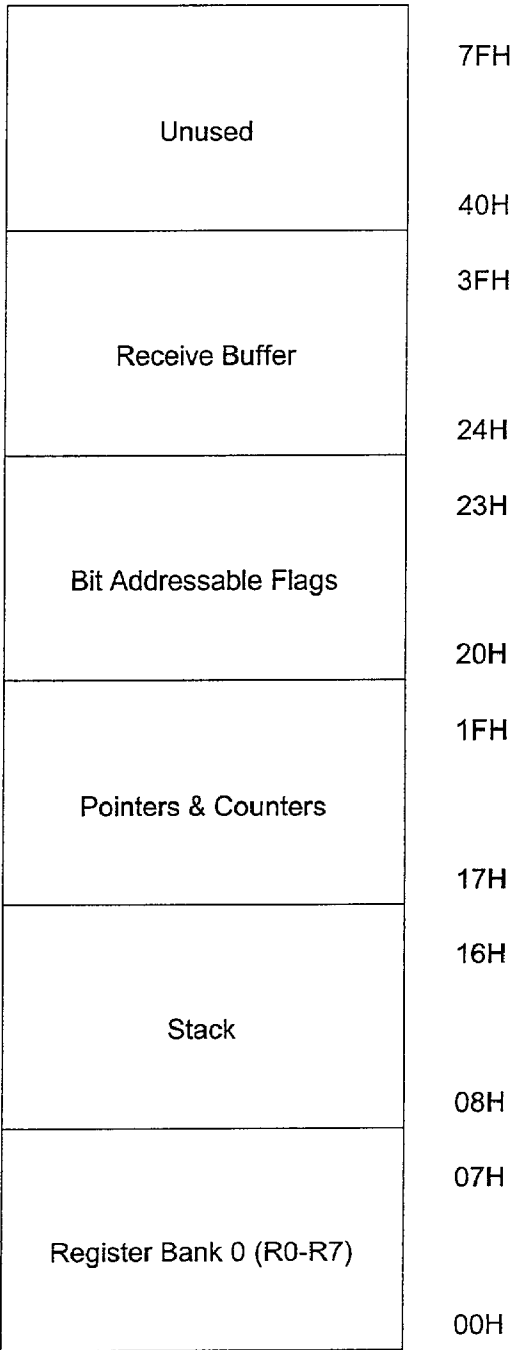 7FH
Unused
40H
3FH
Receive Buffer
24H
23H
Bit Addressable Flags
20H
1FH
Pointers & Counters
17H
16H
Stack
08H
07H
Register Bank 0 (R0-R7)
00H